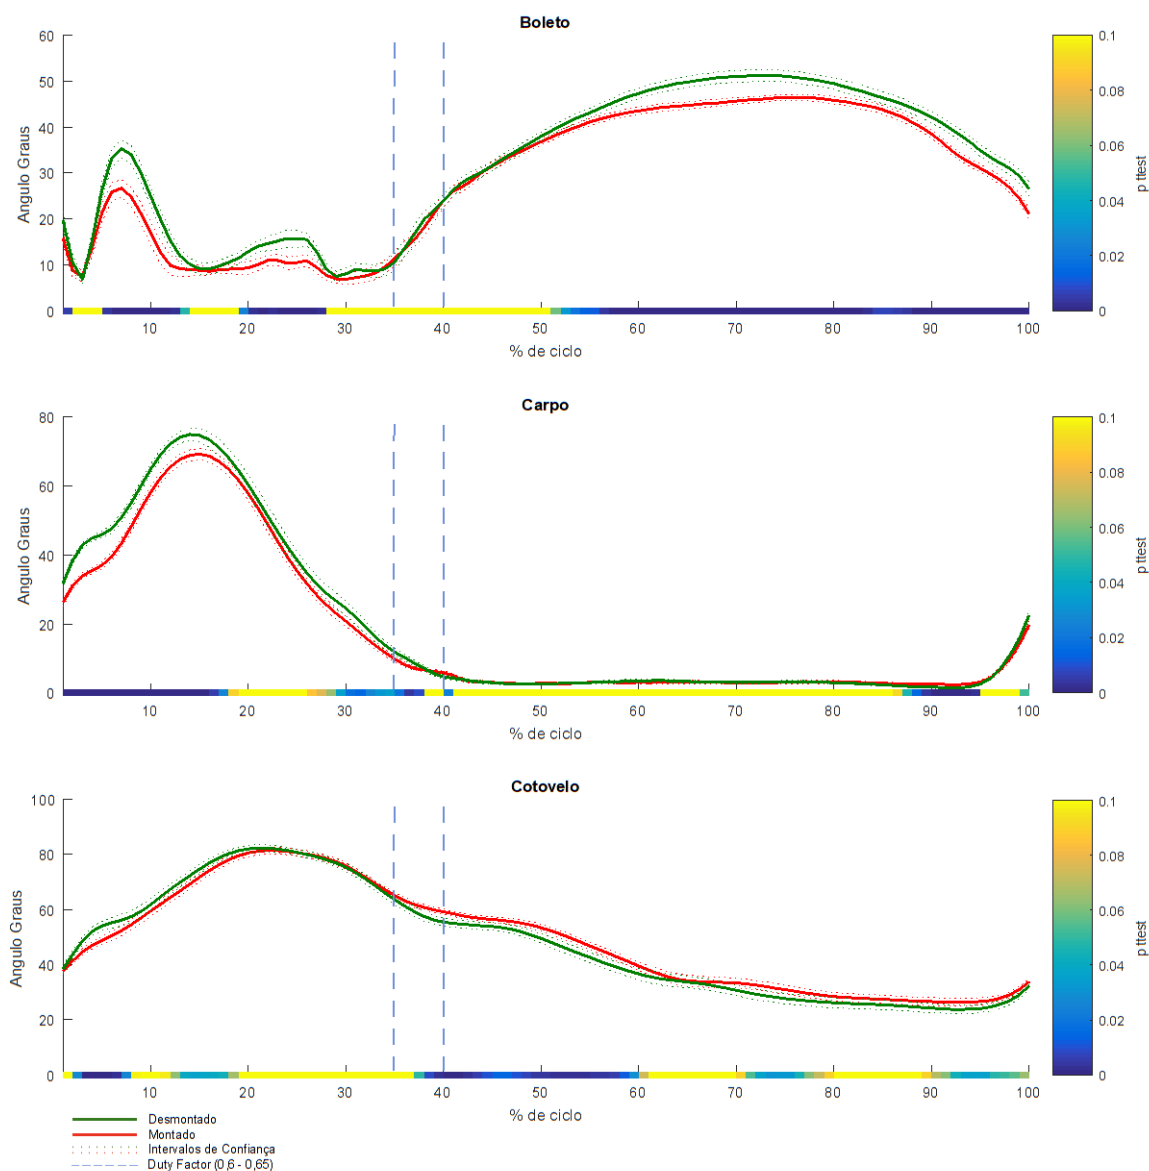 Boleto
60
50
40
30
20
10
0
Angulo Graus
10 20 30 40 50 60 70 80 90 100
% de ciclo
0.1
0.08
0.06
0.04
0.02
0
p ttest
Carpo
80
60
40
20
0
Angulo Graus
10 20 30 40 50 60 70 80 90 100
% de ciclo
0.1
0.08
0.06
0.04
0.02
0
p ttest
Cotovelo
100
80
60
40
20
0
Angulo Graus
10 20 30 40 50 60 70 80 90 100
% de ciclo
0.1
0.08
0.06
0.04
0.02
0
p ttest
Desmontado
Montado
Intervalos de Confiança
Duty Factor (0,6 - 0,65)